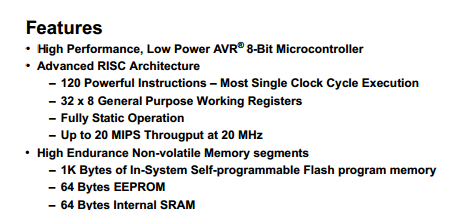 Features
• High Performance, Low Power AVR® 8-Bit Microcontroller
• Advanced RISC Architecture
– 120 Powerful Instructions – Most Single Clock Cycle Execution
– 32 x 8 General Purpose Working Registers
– Fully Static Operation
– Up to 20 MIPS Througput at 20 MHz
• High Endurance Non-volatile Memory segments
– 1K Bytes of In-System Self-programmable Flash program memory
– 64 Bytes EEPROM
– 64 Bytes Internal SRAM